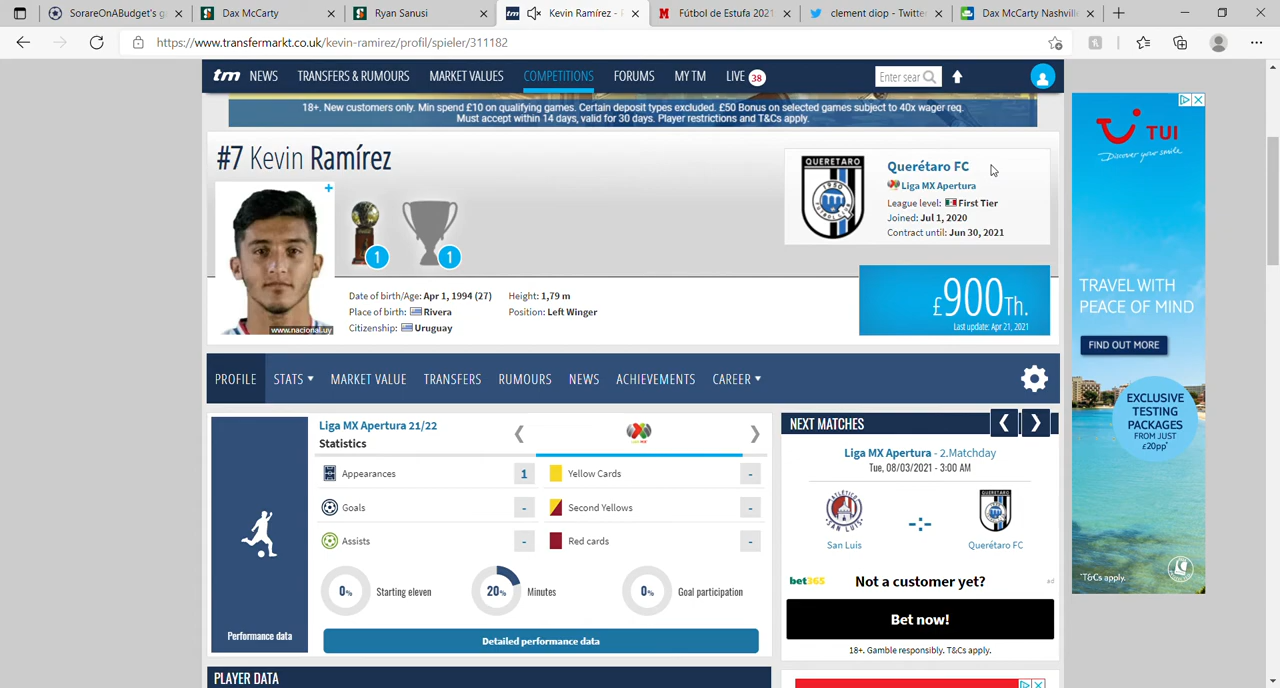 SorareOnABudget's g
Dax McCarty
Ryan Sanusi
tm
Kevin Ramírez -
Fútbol de Estufa 2021
clement diop - Twitter
Dax McCarty Nashville
https://www.transfermarkt.co.uk/kevin-ramirez/profil/spieler/311182
tm NEWS TRANSFERS & RUMOURS MARKET VALUES COMPETITIONS FORUMS MY TM LIVE 38 Enter sear
18+. New customers only. Min spend £10 on qualifying games. Certain deposit types excluded. £50 Bonus on selected games subject to 40x wager req.
Must accept within 14 days, valid for 30 days. Player restrictions and T&Cs apply.
#7 Kevin Ramírez
www.nacional.uy
1 1
Date of birth/Age: Apr 1, 1994 (27)
Place of birth: Rivera
Citizenship: Uruguay
Height: 1,79 m
Position: Left Winger
QUERETARO
1950
Querétaro FC
Liga MX Apertura
League level: First Tier
Joined: Jul 1, 2020
Contract until: Jun 30, 2021
£900Th.
Last update: Apr 21, 2021
PROFILE STATS MARKET VALUE TRANSFERS RUMOURS NEWS ACHIEVEMENTS CAREER
Performance data
Liga MX Apertura 21/22
Statistics
Appearances 1 Yellow Cards -
Goals - Second Yellows -
Assists - Red cards -
0% Starting eleven 20% Minutes 0% Goal participation
Detailed performance data
PLAYER DATA
NEXT MATCHES
Liga MX Apertura - 2.Matchday
Tue, 08/03/2021 - 3:00 AM
-:-
San Luis Querétaro FC
bet365 Not a customer yet? ad
Bet now!
18+. Gamble responsibly. T&Cs apply.
TUI
Discover your smile
TRAVEL WITH
PEACE OF MIND
FIND OUT MORE
EXCLUSIVE
TESTING
PACKAGES
FROM JUST
£20pp*
*T&Cs apply.